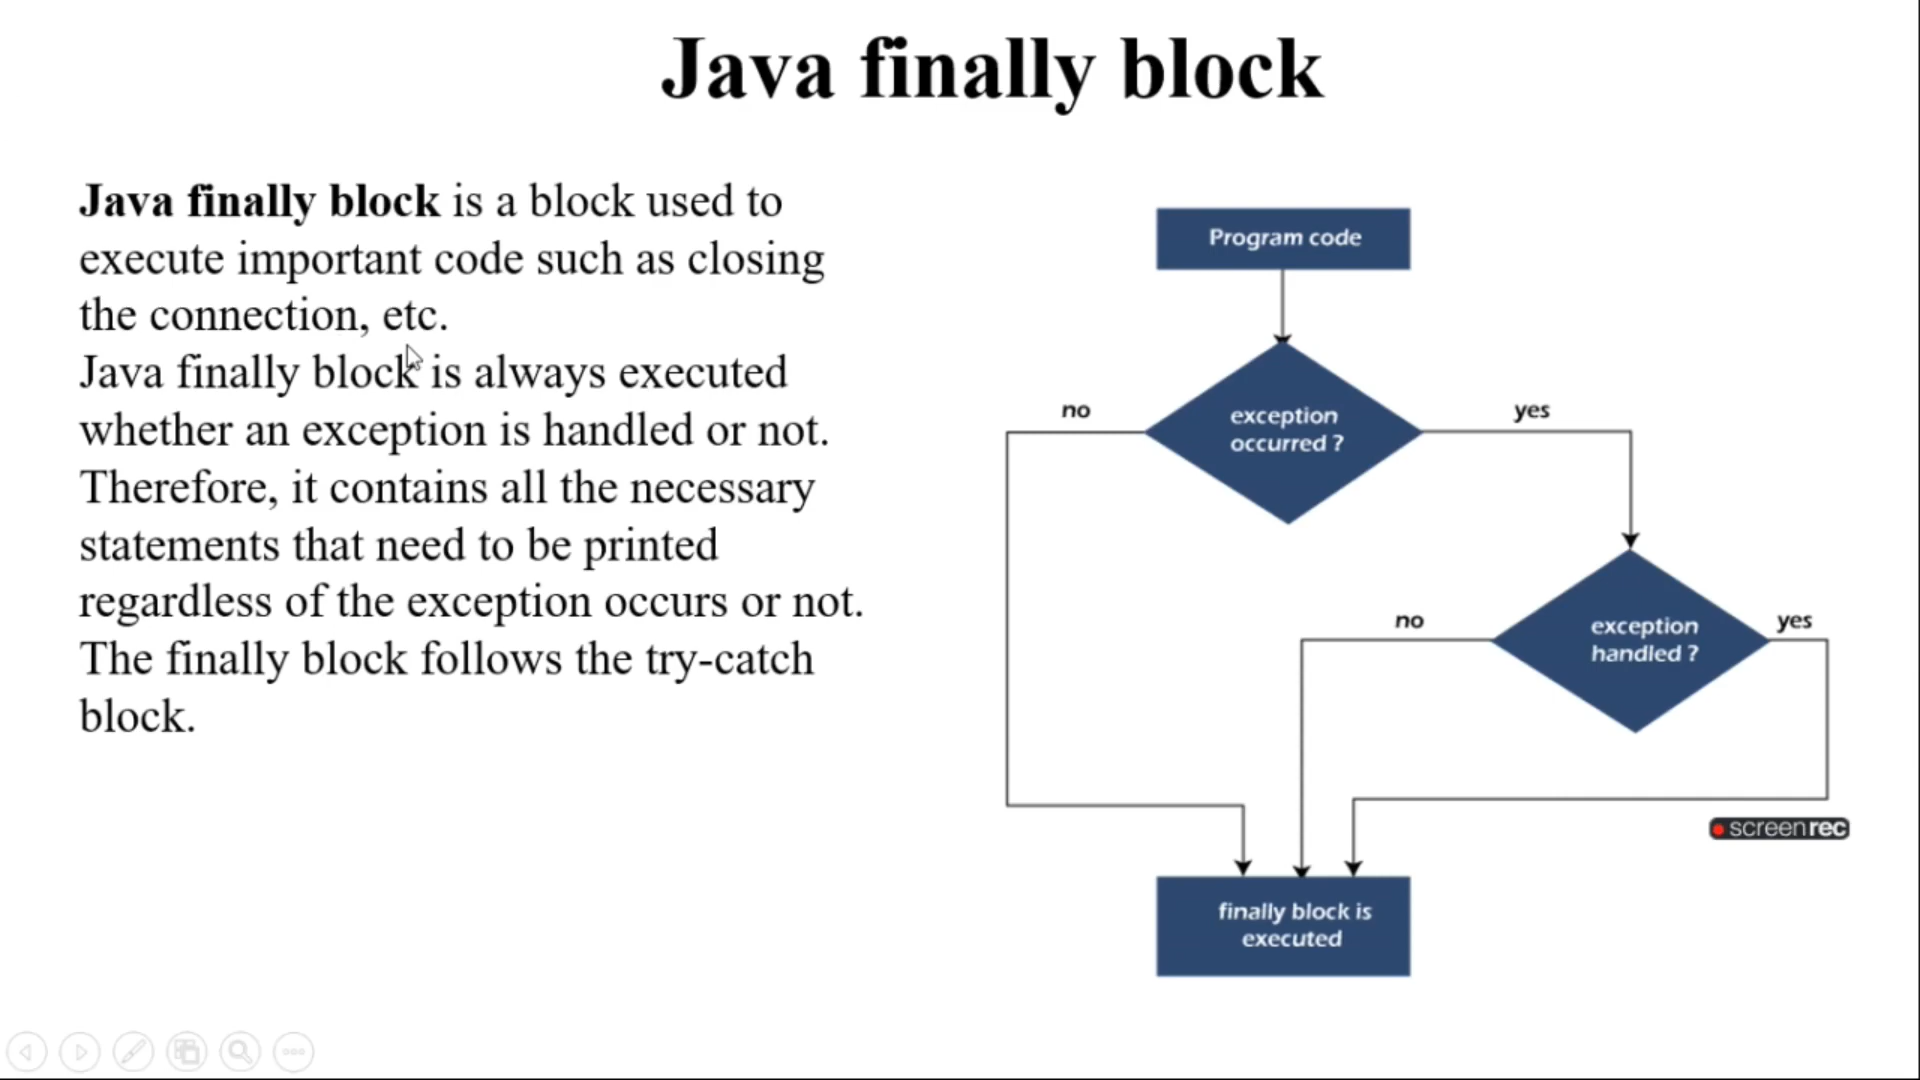 Java finally block
Java finally block is a block used to
execute important code such as closing
the connection, etc.
Java finally block is always executed
whether an exception is handled or not.
Therefore, it contains all the necessary
statements that need to be printed
regardless of the exception occurs or not.
The finally block follows the try-catch
block.
Program code
exception
occurred ?
no
yes
exception
handled ?
no
yes
screenrec
finally block is
executed